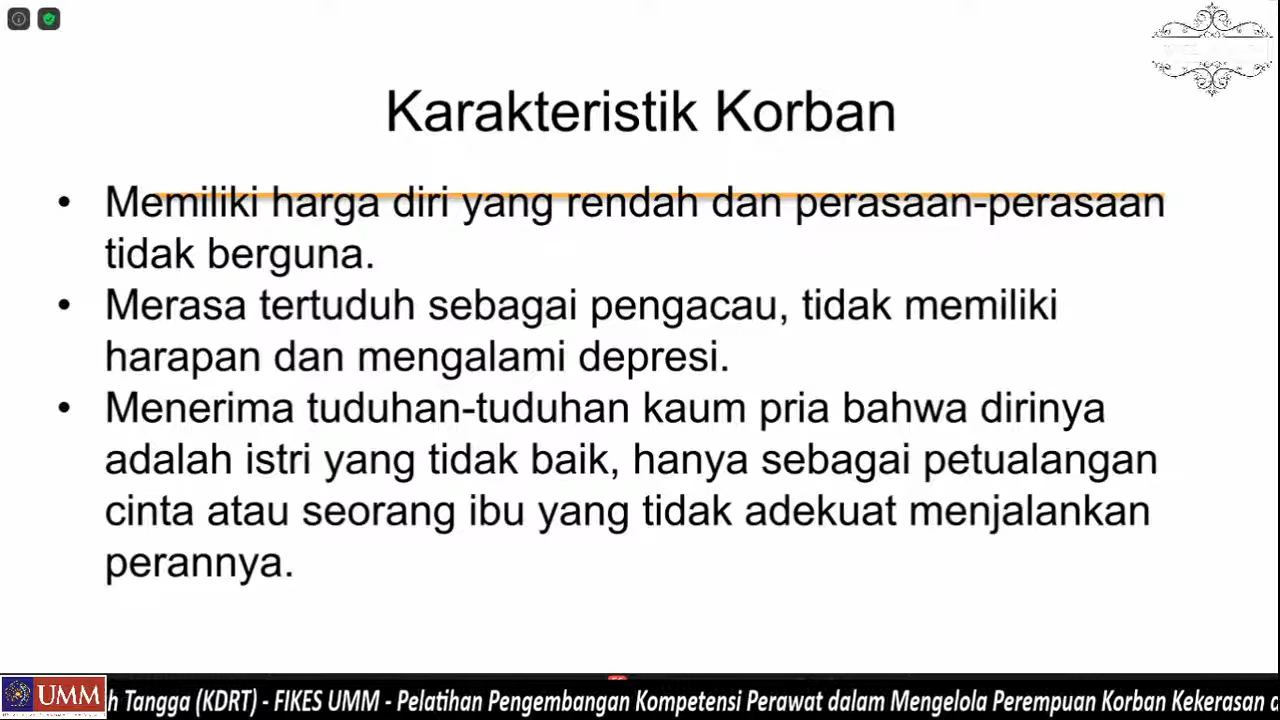 Karakteristik Korban
• Memiliki harga diri yang rendah dan perasaan-perasaan
tidak berguna.
• Merasa tertuduh sebagai pengacau, tidak memiliki
harapan dan mengalami depresi.
• Menerima tuduhan-tuduhan kaum pria bahwa dirinya
adalah istri yang tidak baik, hanya sebagai petualangan
cinta atau seorang ibu yang tidak adekuat menjalankan
perannya.
UMM
h Tangga (KDRT) - FIKES UMM - Pelatihan Pengembangan Kompetensi Perawat dalam Mengelola Perempuan Korban Kekerasan d